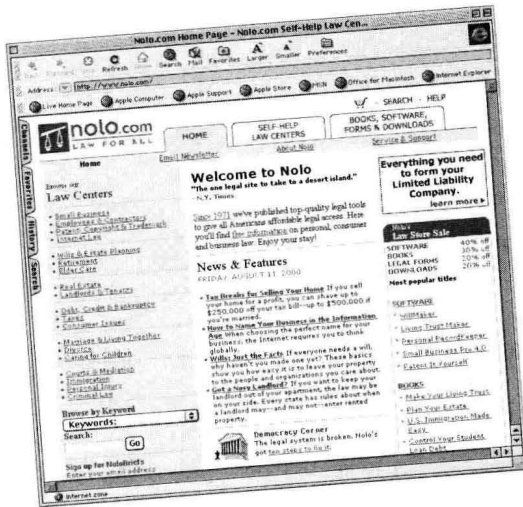 Nolo.com Home Page - Nolo.com Self-Help Law Cen...
Refresh Home Search Mail Favorites Larger Smaller Preferences
Address: http://www.nolo.com/
Live Home Page Apple Computer Apple Support Apple Store MSN Office for Macintosh Internet Explorer
Channels
Favorites
History
Search
nolo.com
LAW FOR ALL
SEARCH · HELP
HOME
SELF-HELP
LAW CENTERS
BOOKS, SOFTWARE,
FORMS & DOWNLOADS
Home
Email Newsletter
About Nolo
Service & Support
Law Centers
Small Business
Employees & Contractors
Patent, Copyright & Trademark
Internet Law
Wills & Estate Planning
Retirement
Elder Care
Real Estate
Landlords & Tenants
Debt, Credit & Bankruptcy
Taxes
Consumer Issues
Marriage & Living Together
Divorce
Caring for Children
Courts & Mediation
Immigration
Personal Injury
Criminal Law
Browse by Keyword
Keywords:
Search:
Go
Sign up for NoloBriefs
Enter your email address
Welcome to Nolo
"The one legal site to take to a desert island."
- N.Y. Times
Since 1971 we've published top-quality legal tools
to give all Americans affordable legal access. Here
you'll find free information on personal, consumer
and business law. Enjoy your stay!
News & Features
FRIDAY, AUGUST 11, 2000
Tax Breaks for Selling Your Home If you sell
your home for a profit, you can shave up to
$250,000 off your tax bill--up to $500,000 if
you're married.
How to Name Your Business in the Information
Age When choosing the perfect name for your
business, the Internet requires you to think
globally.
Wills: Just the Facts If everyone needs a will,
why haven't you made one yet? These basics
show you how easy it is to leave your property
to the people and organizations you care about.
Got a Nosy Landlord? If you want to keep your
landlord out of your apartment, the law may be
on your side. Every state has rules about when
a landlord may--and may not--enter rented
property.
Democracy Corner
The legal system is broken. Nolo's
got ten steps to fix it.
Everything you need
to form your
Limited Liability
Company.
learn more
Nolo's
Law Store Sale
SOFTWARE 40% off
BOOKS 30% off
LEGAL FORMS 20% off
DOWNLOADS 20% off
Most popular titles
SOFTWARE
WillMaker
Living Trust Maker
Personal RecordKeeper
Small Business Pro 4.0
Patent It Yourself
BOOKS
Make Your Living Trust
Plan Your Estate
U.S. Immigration Made
Easy
Control Your Student
Loan Debt
Internet zone